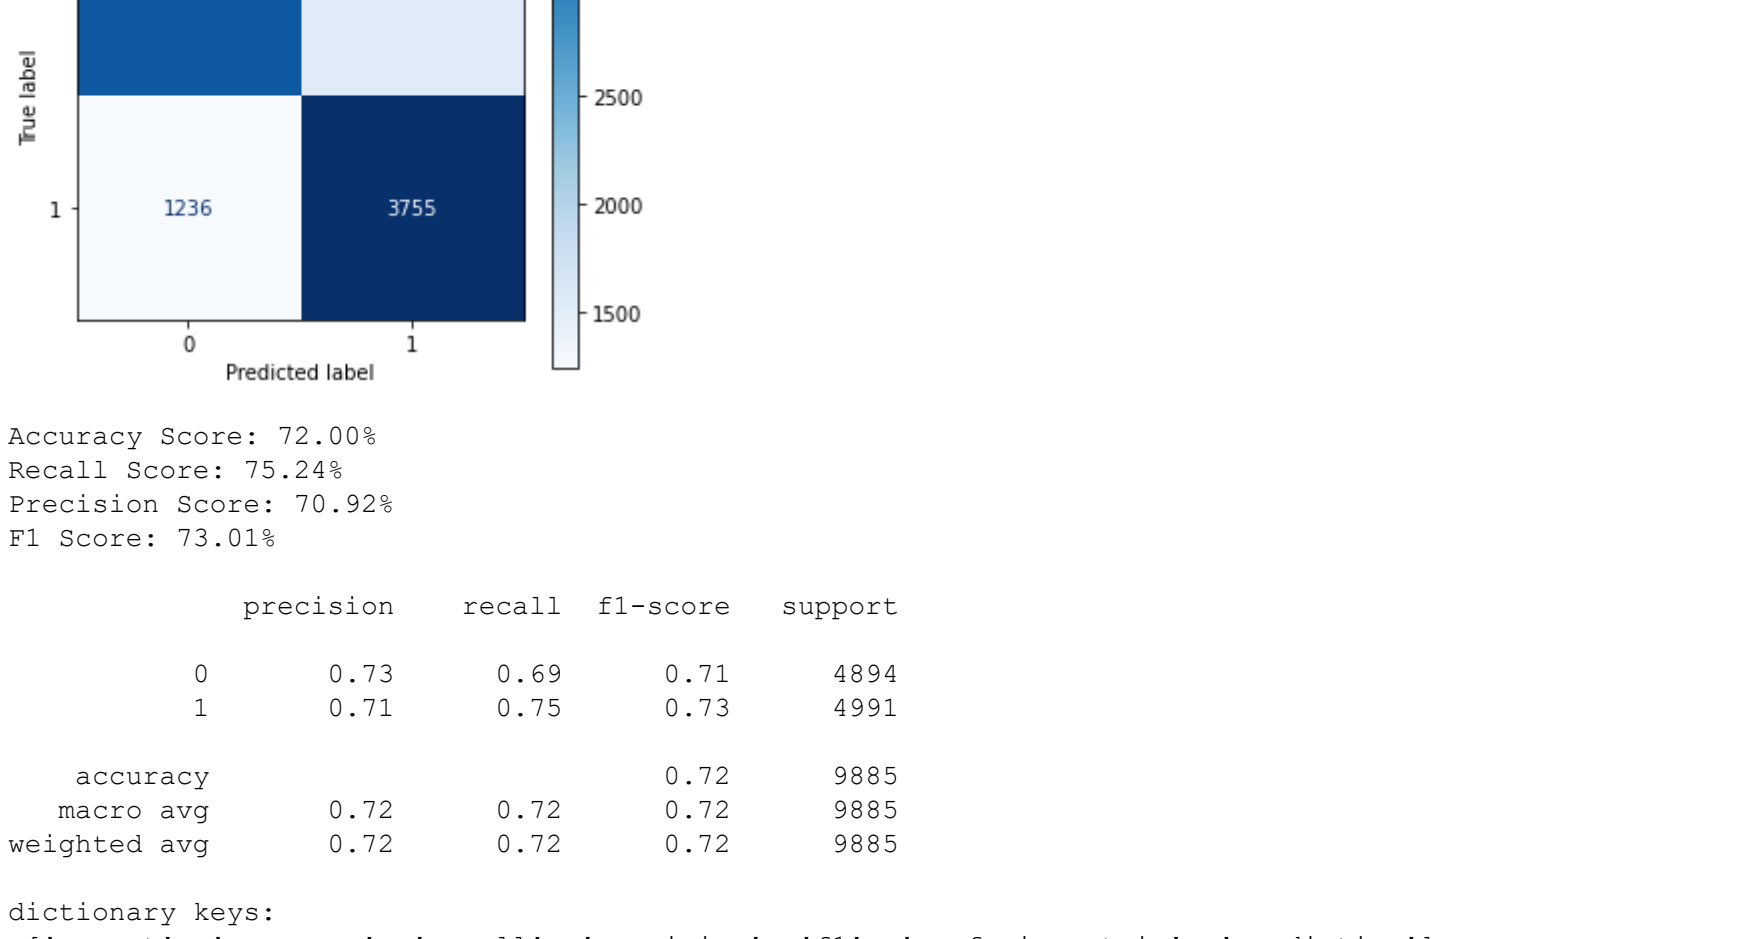 True label
2500
1236 3755
1
2000
1500
0 1
Predicted label
Accuracy Score: 72.00%
Recall Score: 75.24%
Precision Score: 70.92%
F1 Score: 73.01%
precision recall f1-score support
0 0.73 0.69 0.71 4894
1 0.71 0.75 0.73 4991
accuracy 0.72 9885
macro avg 0.72 0.72 0.72 9885
weighted avg 0.72 0.72 0.72 9885
dictionary keys: